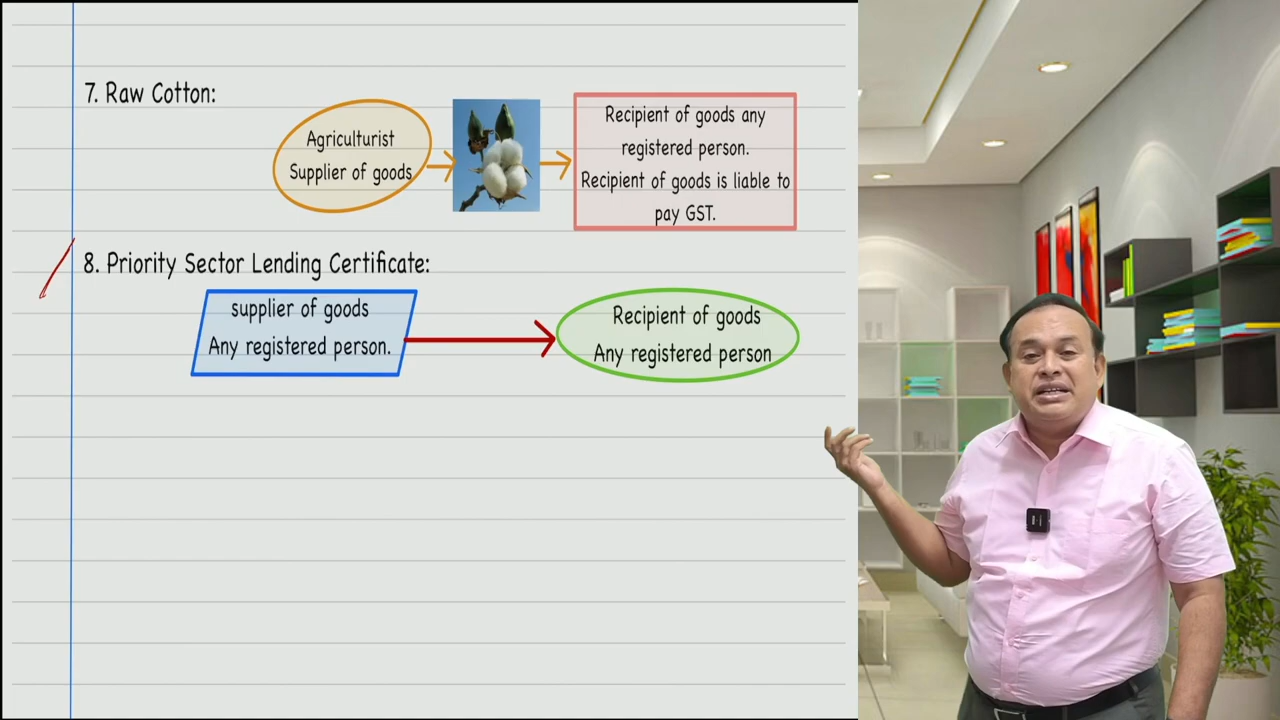 7. Raw Cotton:
Agriculturist
Supplier of goods
Recipient of goods any
registered person.
Recipient of goods is liable to
pay GST.
8. Priority Sector Lending Certificate:
supplier of goods
Any registered person.
Recipient of goods
Any registered person